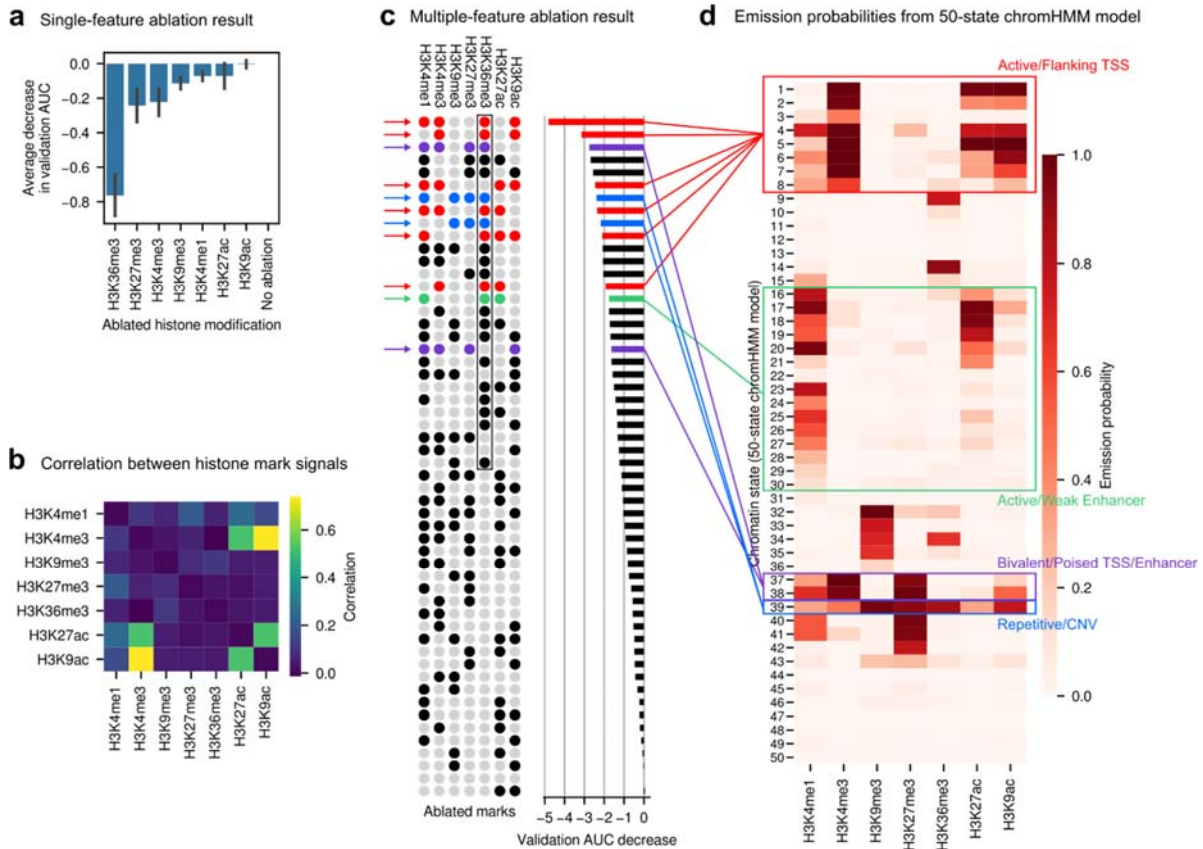 a Single-feature ablation result
0.0
−0.2
−0.4
−0.6
−0.8
Average decrease
in validation AUC
H3K36me3
H3K27me3
H3K4me3
H3K9me3
H3K4me1
H3K27ac
H3K9ac
No ablation
Ablated histone modification
b Correlation between histone mark signals
H3K4me1
H3K4me3
H3K9me3
H3K27me3
H3K36me3
H3K27ac
H3K9ac
H3K4me1
H3K4me3
H3K9me3
H3K27me3
H3K36me3
H3K27ac
H3K9ac
0.6
0.4
0.2
0.0
Correlation
c Multiple-feature ablation result
H3K4me1
H3K4me3
H3K9me3
H3K27me3
H3K36me3
H3K27ac
H3K9ac
Ablated marks
−5
−4
−3
−2
−1
0
Validation AUC decrease
d Emission probabilities from 50-state chromHMM model
Active/Flanking TSS
1
2
3
4
5
6
7
8
9
10
11
12
13
14
15
16
17
18
19
20
21
22
23
24
25
26
27
28
29
30
31
32
33
34
35
36
37
38
39
40
41
42
43
44
45
46
47
48
49
50
Chromatin state (50-state chromHMM model)
Active/Weak Enhancer
Bivalent/Poised TSS/Enhancer
Repetitive/CNV
H3K4me1
H3K4me3
H3K9me3
H3K27me3
H3K36me3
H3K27ac
H3K9ac
1.0
0.8
0.6
0.4
0.2
0.0
Emission probability